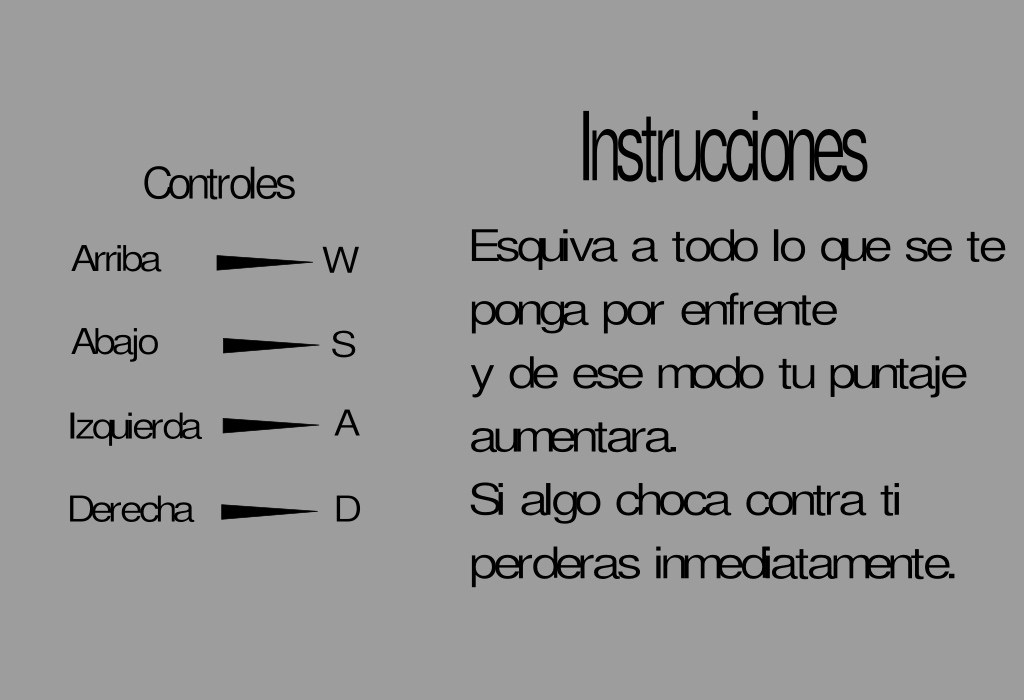 Controles
Arriba W
Abajo S
Izquierda A
Derecha D
Instrucciones
Esquiva a todo lo que se te
ponga por enfrente
y de ese modo tu puntaje
aumentara.
Si algo choca contra ti
perderas inmediatamente.